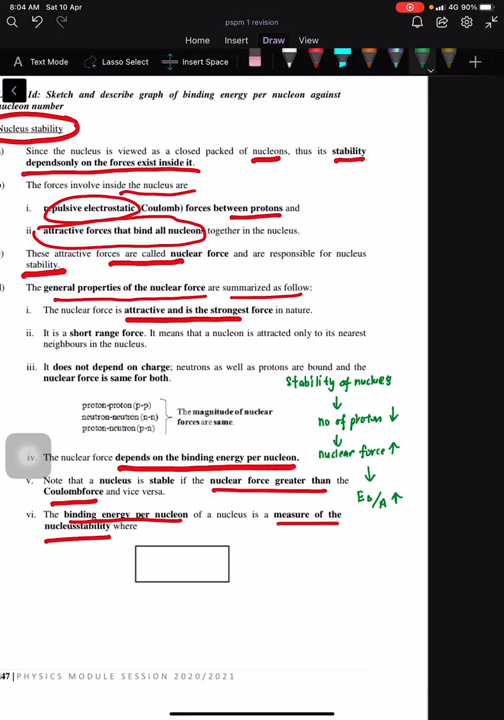 8:04 AM Sat 10 Apr
4G 90%
pspm 1 revision
Home Insert Draw View
Text Mode Lasso Select Insert Space
1d: Sketch and describe graph of binding energy per nucleon against
nucleon number
Nucleus stability
Since the nucleus is viewed as a closed packed of nucleons, thus its stability
dependsonly on the forces exist inside it.
The forces involve inside the nucleus are
i. repulsive electrostatic (Coulomb) forces between protons and
ii. attractive forces that bind all nucleons together in the nucleus.
These attractive forces are called nuclear force and are responsible for nucleus
stability.
The general properties of the nuclear force are summarized as follow:
i. The nuclear force is attractive and is the strongest force in nature.
ii. It is a short range force. It means that a nucleon is attracted only to its nearest
neighbours in the nucleus.
iii. It does not depend on charge; neutrons as well as protons are bound and the
nuclear force is same for both.
proton-proton (p-p)
neutron-neutron (n-n)
proton-neutron (p-n)
The magnitude of nuclear
forces are same.
iv. The nuclear force depends on the binding energy per nucleon.
v. Note that a nucleus is stable if the nuclear force greater than the
Coulombforce and vice versa.
vi. The binding energy per nucleon of a nucleus is a measure of the
nucleusstability where
stability of nucleus
↓
no of proton ↓
↓
nuclear force ↑
↓
EB/A ↑
247 | PHYSICS MODULE SESSION 2020/2021